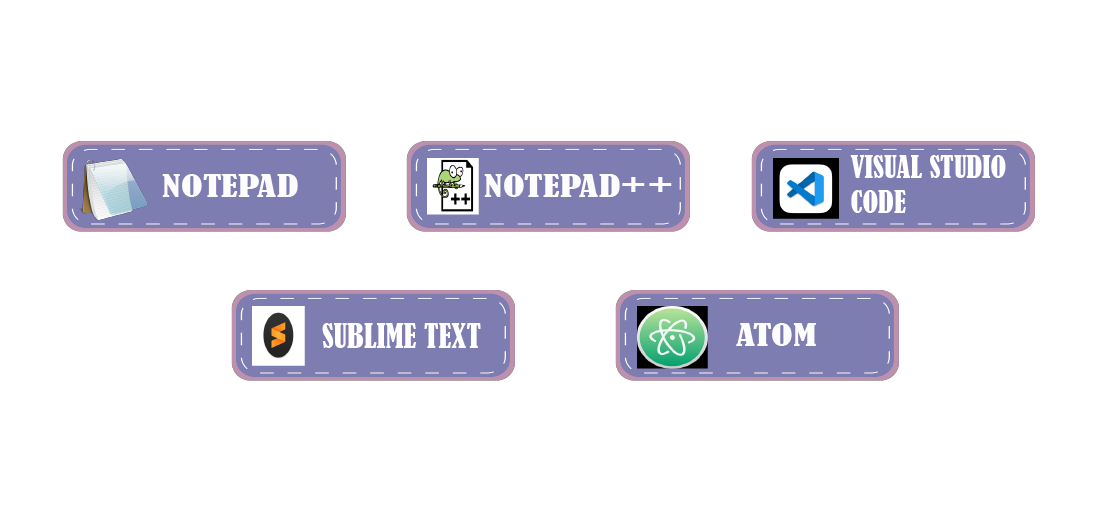 NOTEPAD
++
NOTEPAD++
VISUAL STUDIO
CODE
SUBLIME TEXT
ATOM